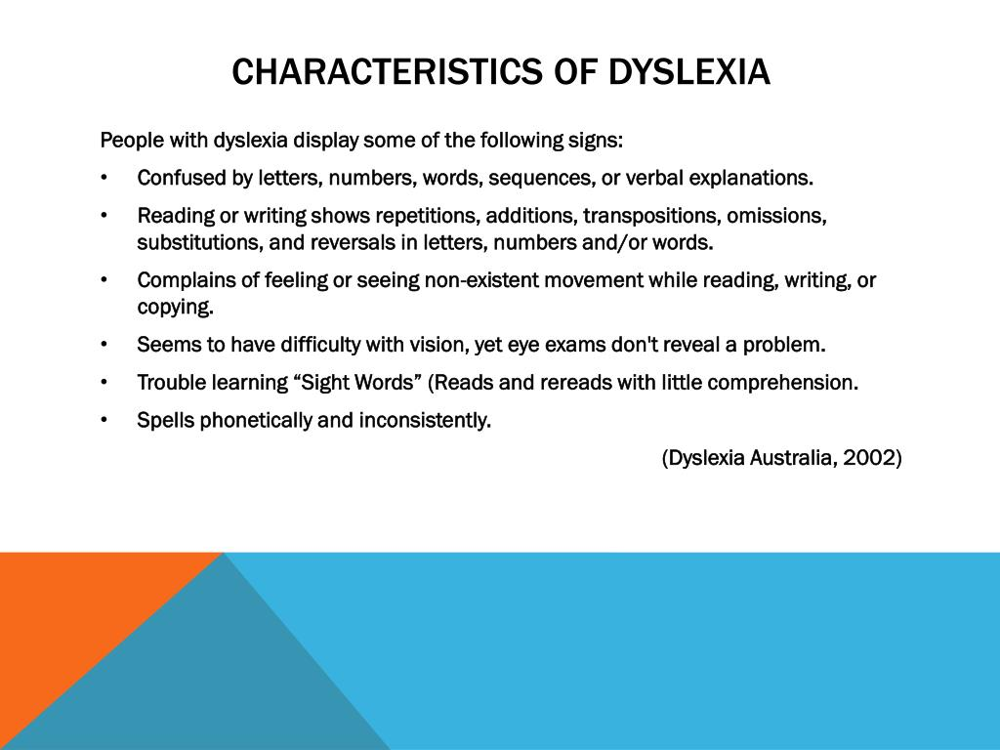 CHARACTERISTICS OF DYSLEXIA
People with dyslexia display some of the following signs:
• Confused by letters, numbers, words, sequences, or verbal explanations.
• Reading or writing shows repetitions, additions, transpositions, omissions,
substitutions, and reversals in letters, numbers and/or words.
• Complains of feeling or seeing non-existent movement while reading, writing, or
copying.
• Seems to have difficulty with vision, yet eye exams don't reveal a problem.
• Trouble learning “Sight Words” (Reads and rereads with little comprehension.
• Spells phonetically and inconsistently.
(Dyslexia Australia, 2002)